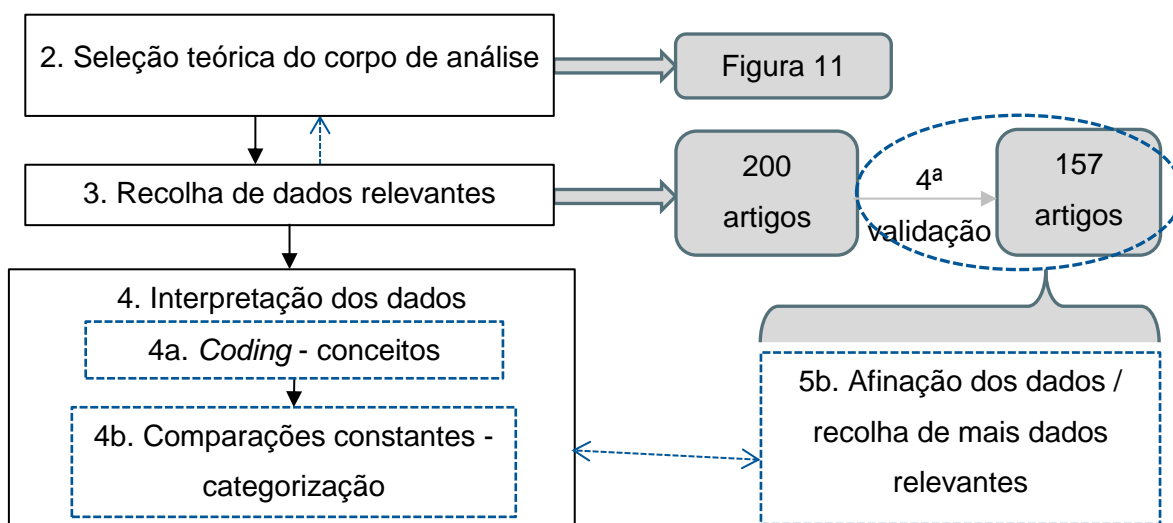 2. Seleção teórica do corpo de análise
Figura 11
3. Recolha de dados relevantes
200
artigos
4ª
validação
157
artigos
4. Interpretação dos dados
4a. Coding - conceitos
4b. Comparações constantes -
categorização
5b. Afinação dos dados /
recolha de mais dados
relevantes